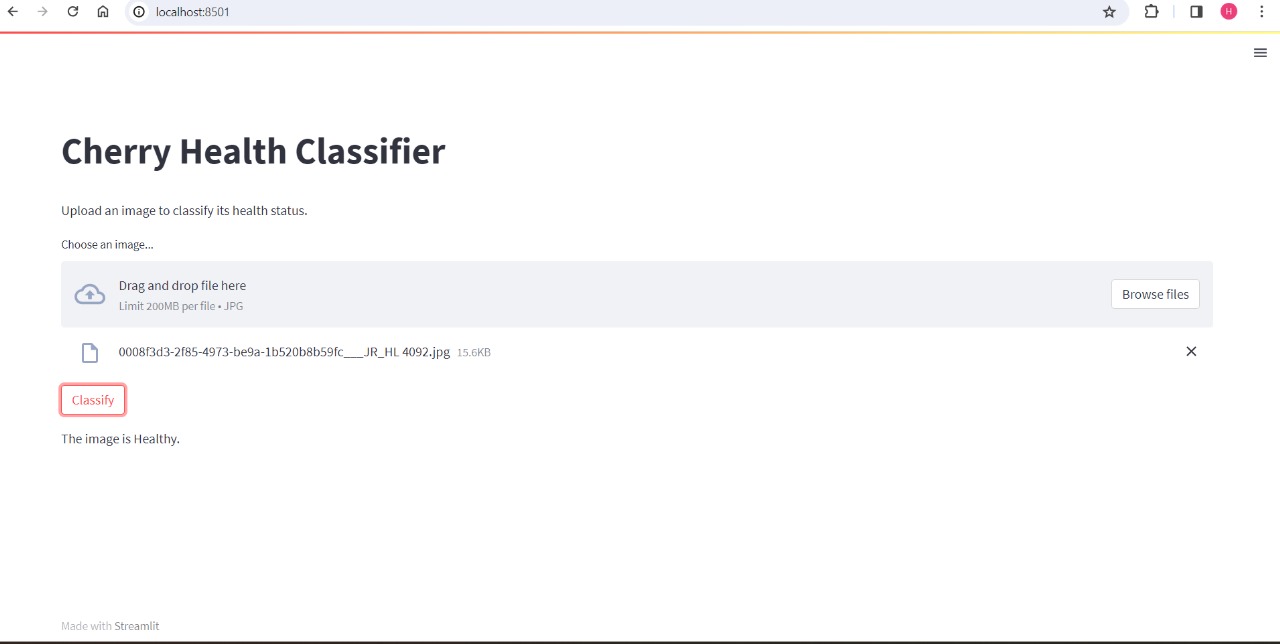 localhost:8501
H
Cherry Health Classifier
Upload an image to classify its health status.
Choose an image...
Drag and drop file here
Limit 200MB per file • JPG
Browse files
0008f3d3-2f85-4973-be9a-1b520b8b59fc___JR_HL 4092.jpg 15.6KB
Classify
The image is Healthy.
Made with Streamlit